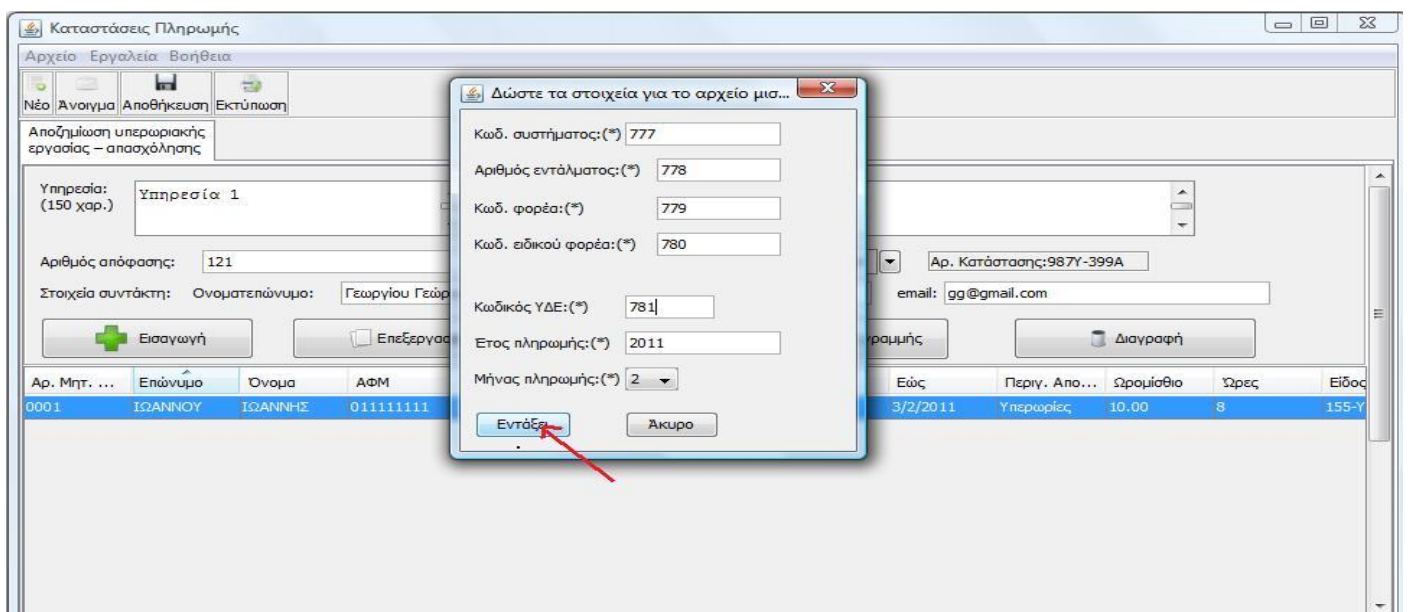 Καταστάσεις Πληρωμής
Αρχείο Εργαλεία Βοήθεια
Νέο Άνοιγμα Αποθήκευση Εκτύπωση
Αποζημίωση υπερωριακής
εργασίας – απασχόλησης
Υπηρεσία:
(150 χαρ.)
Υπηρεσία 1
Αριθμός απόφασης: 121
Αρ. Κατάστασης:987Υ-399Α
Στοιχεία συντάκτη: Ονοματεπώνυμο: Γεωργίου Γεώρ
email: gg@gmail.com
Εισαγωγή Επεξεργασ ραμμής Διαγραφή
Αρ. Μητ. ... Επώνυμο Όνομα ΑΦΜ Εώς Περιγ. Απο... Ωρομίσθιο Ώρες Είδος
0001 ΙΩΑΝΝΟΥ ΙΩΑΝΝΗΣ 011111111 3/2/2011 Υπερωρίες 10.00 8 155-Υ
Δώστε τα στοιχεία για το αρχείο μισ...
Κωδ. συστήματος:(*) 777
Αριθμός εντάλματος:(*) 778
Κωδ. φορέα:(*) 779
Κωδ. ειδικού φορέα:(*) 780
Κωδικός ΥΔΕ:(*) 781
Έτος πληρωμής:(*) 2011
Μήνας πληρωμής:(*) 2
Εντάξει Άκυρο